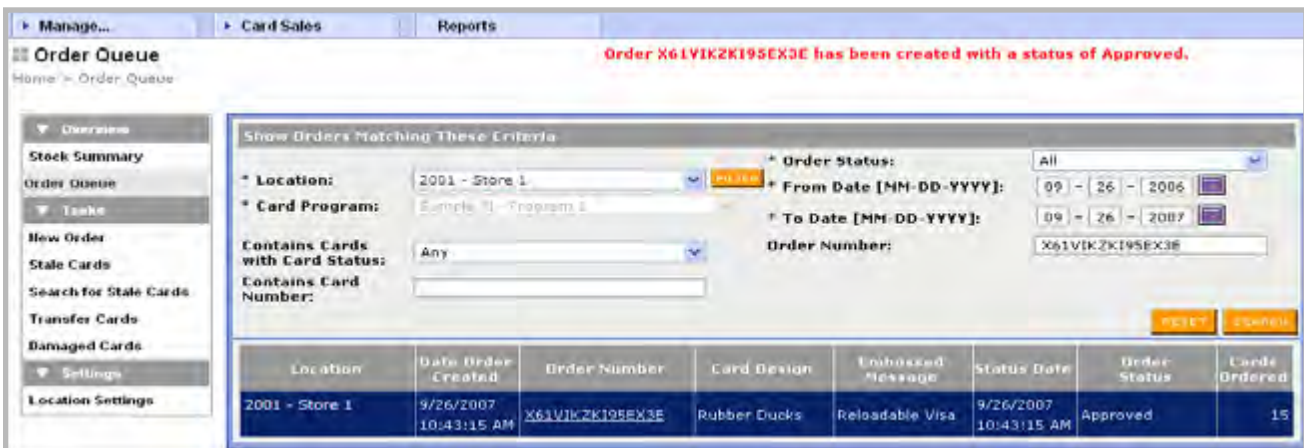 Manage... Card Sales Reports
Order Queue
Order X61VIKZKI95EX3E has been created with a status of Approved.
Home > Order Queue
Overview
Stock Summary
Order Queue
Tasks
New Order
Stale Cards
Search for Stale Cards
Transfer Cards
Damaged Cards
Settings
Location Settings
Show Orders Matching These Criteria
* Location: 2001 - Store 1 FILTER
* Card Program: Sample FI - Program 1
Contains Cards
with Card Status: Any
Contains Card
Number:
* Order Status: All
* From Date [MM-DD-YYYY]: 09 - 26 - 2006
* To Date [MM-DD-YYYY]: 09 - 26 - 2007
Order Number: X61VIKZKI95EX3E
RESET SEARCH
Location Date Order Created Order Number Card Design Embossed Message Status Date Order Status Cards Ordered
2001 - Store 1 9/26/2007 10:43:15 AM X61VIKZKI95EX3E Rubber Ducks Reloadable Visa 9/26/2007 10:43:15 AM Approved 15